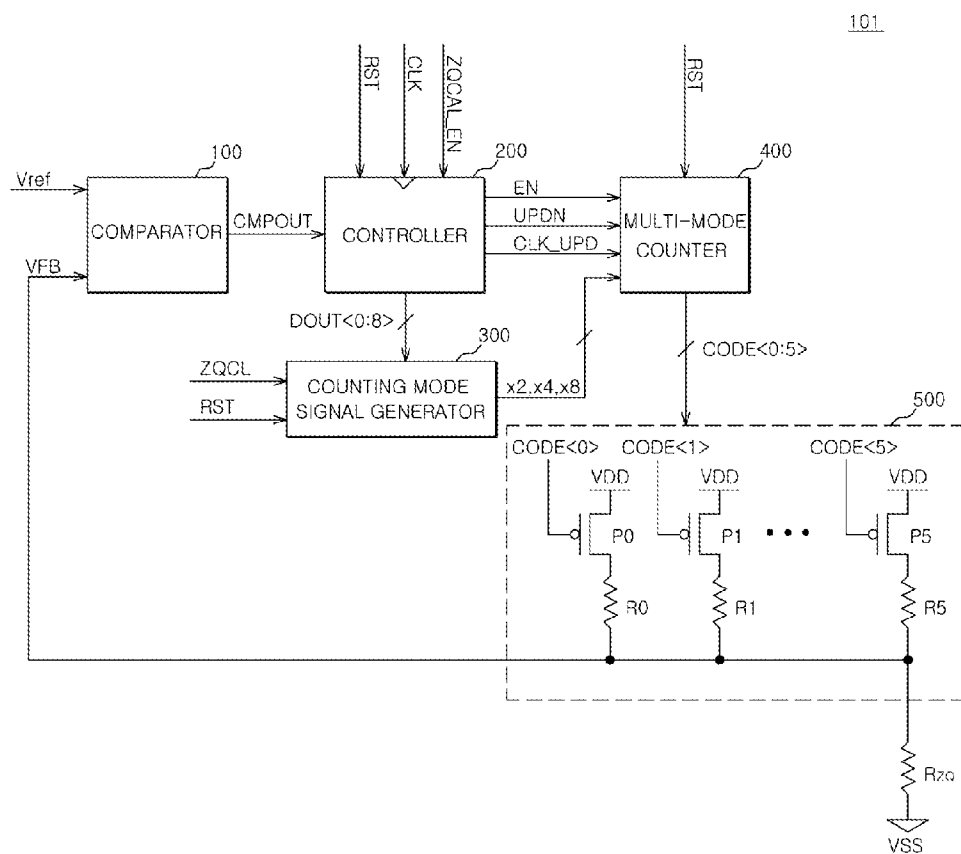 101
RST
CLK
ZQCAL_EN
RST
100
200
400
Vref
VFB
COMPARATOR
CMPOUT
CONTROLLER
EN
UPDN
CLK_UPD
MULTI-MODE
COUNTER
DOUT<0:8>
300
CODE<0:5>
ZQCL
RST
COUNTING MODE
SIGNAL GENERATOR
x2,x4,x8
500
CODE<0>
CODE<1>
CODE<5>
VDD
VDD
VDD
P0
P1
P5
R0
R1
R5
Rzq
VSS